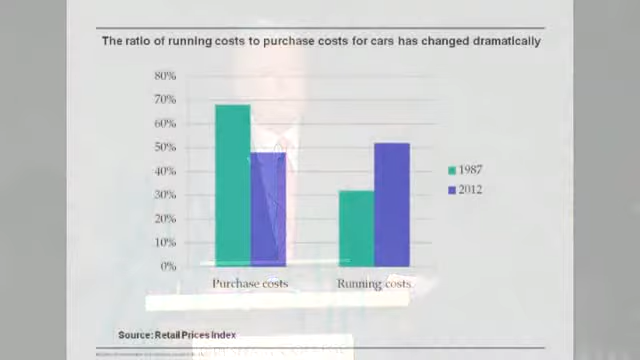 The ratio of running costs to purchase costs for cars has changed dramatically
80%
70%
60%
50%
40%
30%
20%
10%
0%
1987
2012
Purchase costs
Running costs
Source: Retail Prices Index